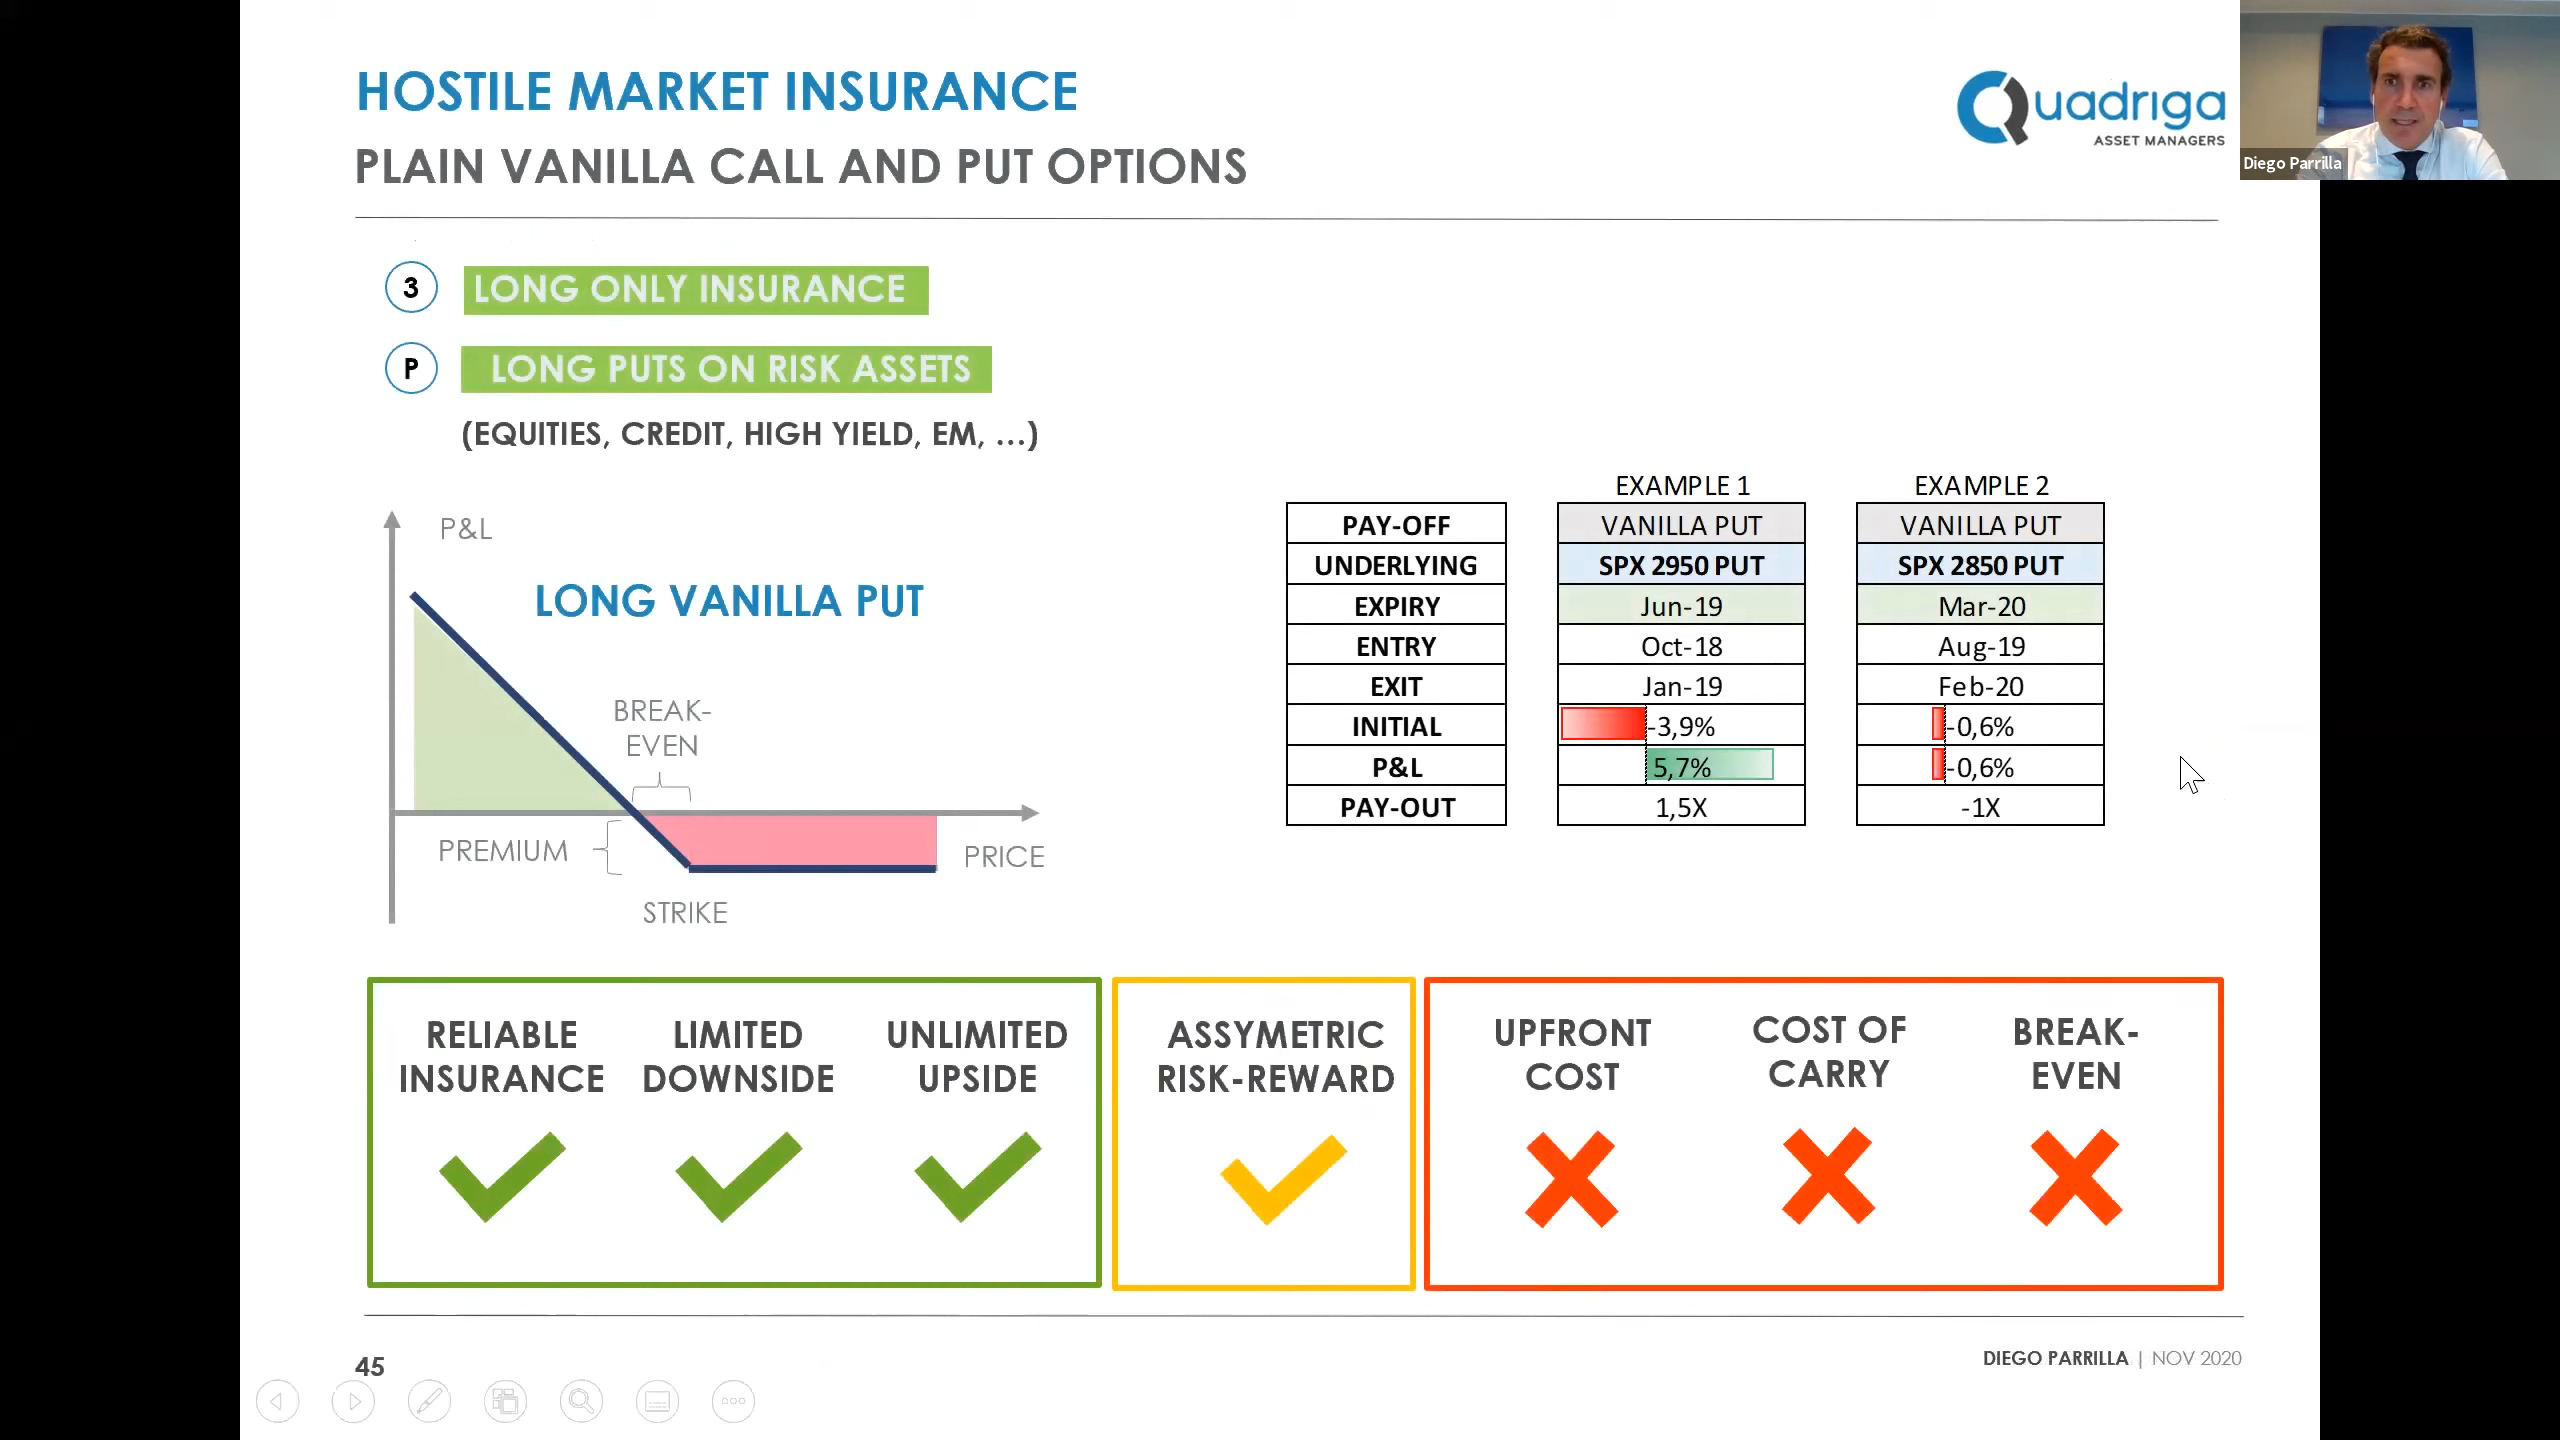 HOSTILE MARKET INSURANCE
PLAIN VANILLA CALL AND PUT OPTIONS
Quadriga
ASSET MANAGERS
Diego Parrilla
3 LONG ONLY INSURANCE
P LONG PUTS ON RISK ASSETS
(EQUITIES, CREDIT, HIGH YIELD, EM, ...)
P&L
LONG VANILLA PUT
BREAK-
EVEN
PREMIUM
PRICE
STRIKE
EXAMPLE 1 EXAMPLE 2
PAY-OFF VANILLA PUT VANILLA PUT
UNDERLYING SPX 2950 PUT SPX 2850 PUT
EXPIRY Jun-19 Mar-20
ENTRY Oct-18 Aug-19
EXIT Jan-19 Feb-20
INITIAL -3,9% -0,6%
P&L 5,7% -0,6%
PAY-OUT 1,5X -1X
RELIABLE
INSURANCE
LIMITED
DOWNSIDE
UNLIMITED
UPSIDE
ASSYMETRIC
RISK-REWARD
UPFRONT
COST
COST OF
CARRY
BREAK-
EVEN
45
DIEGO PARRILLA | NOV 2020